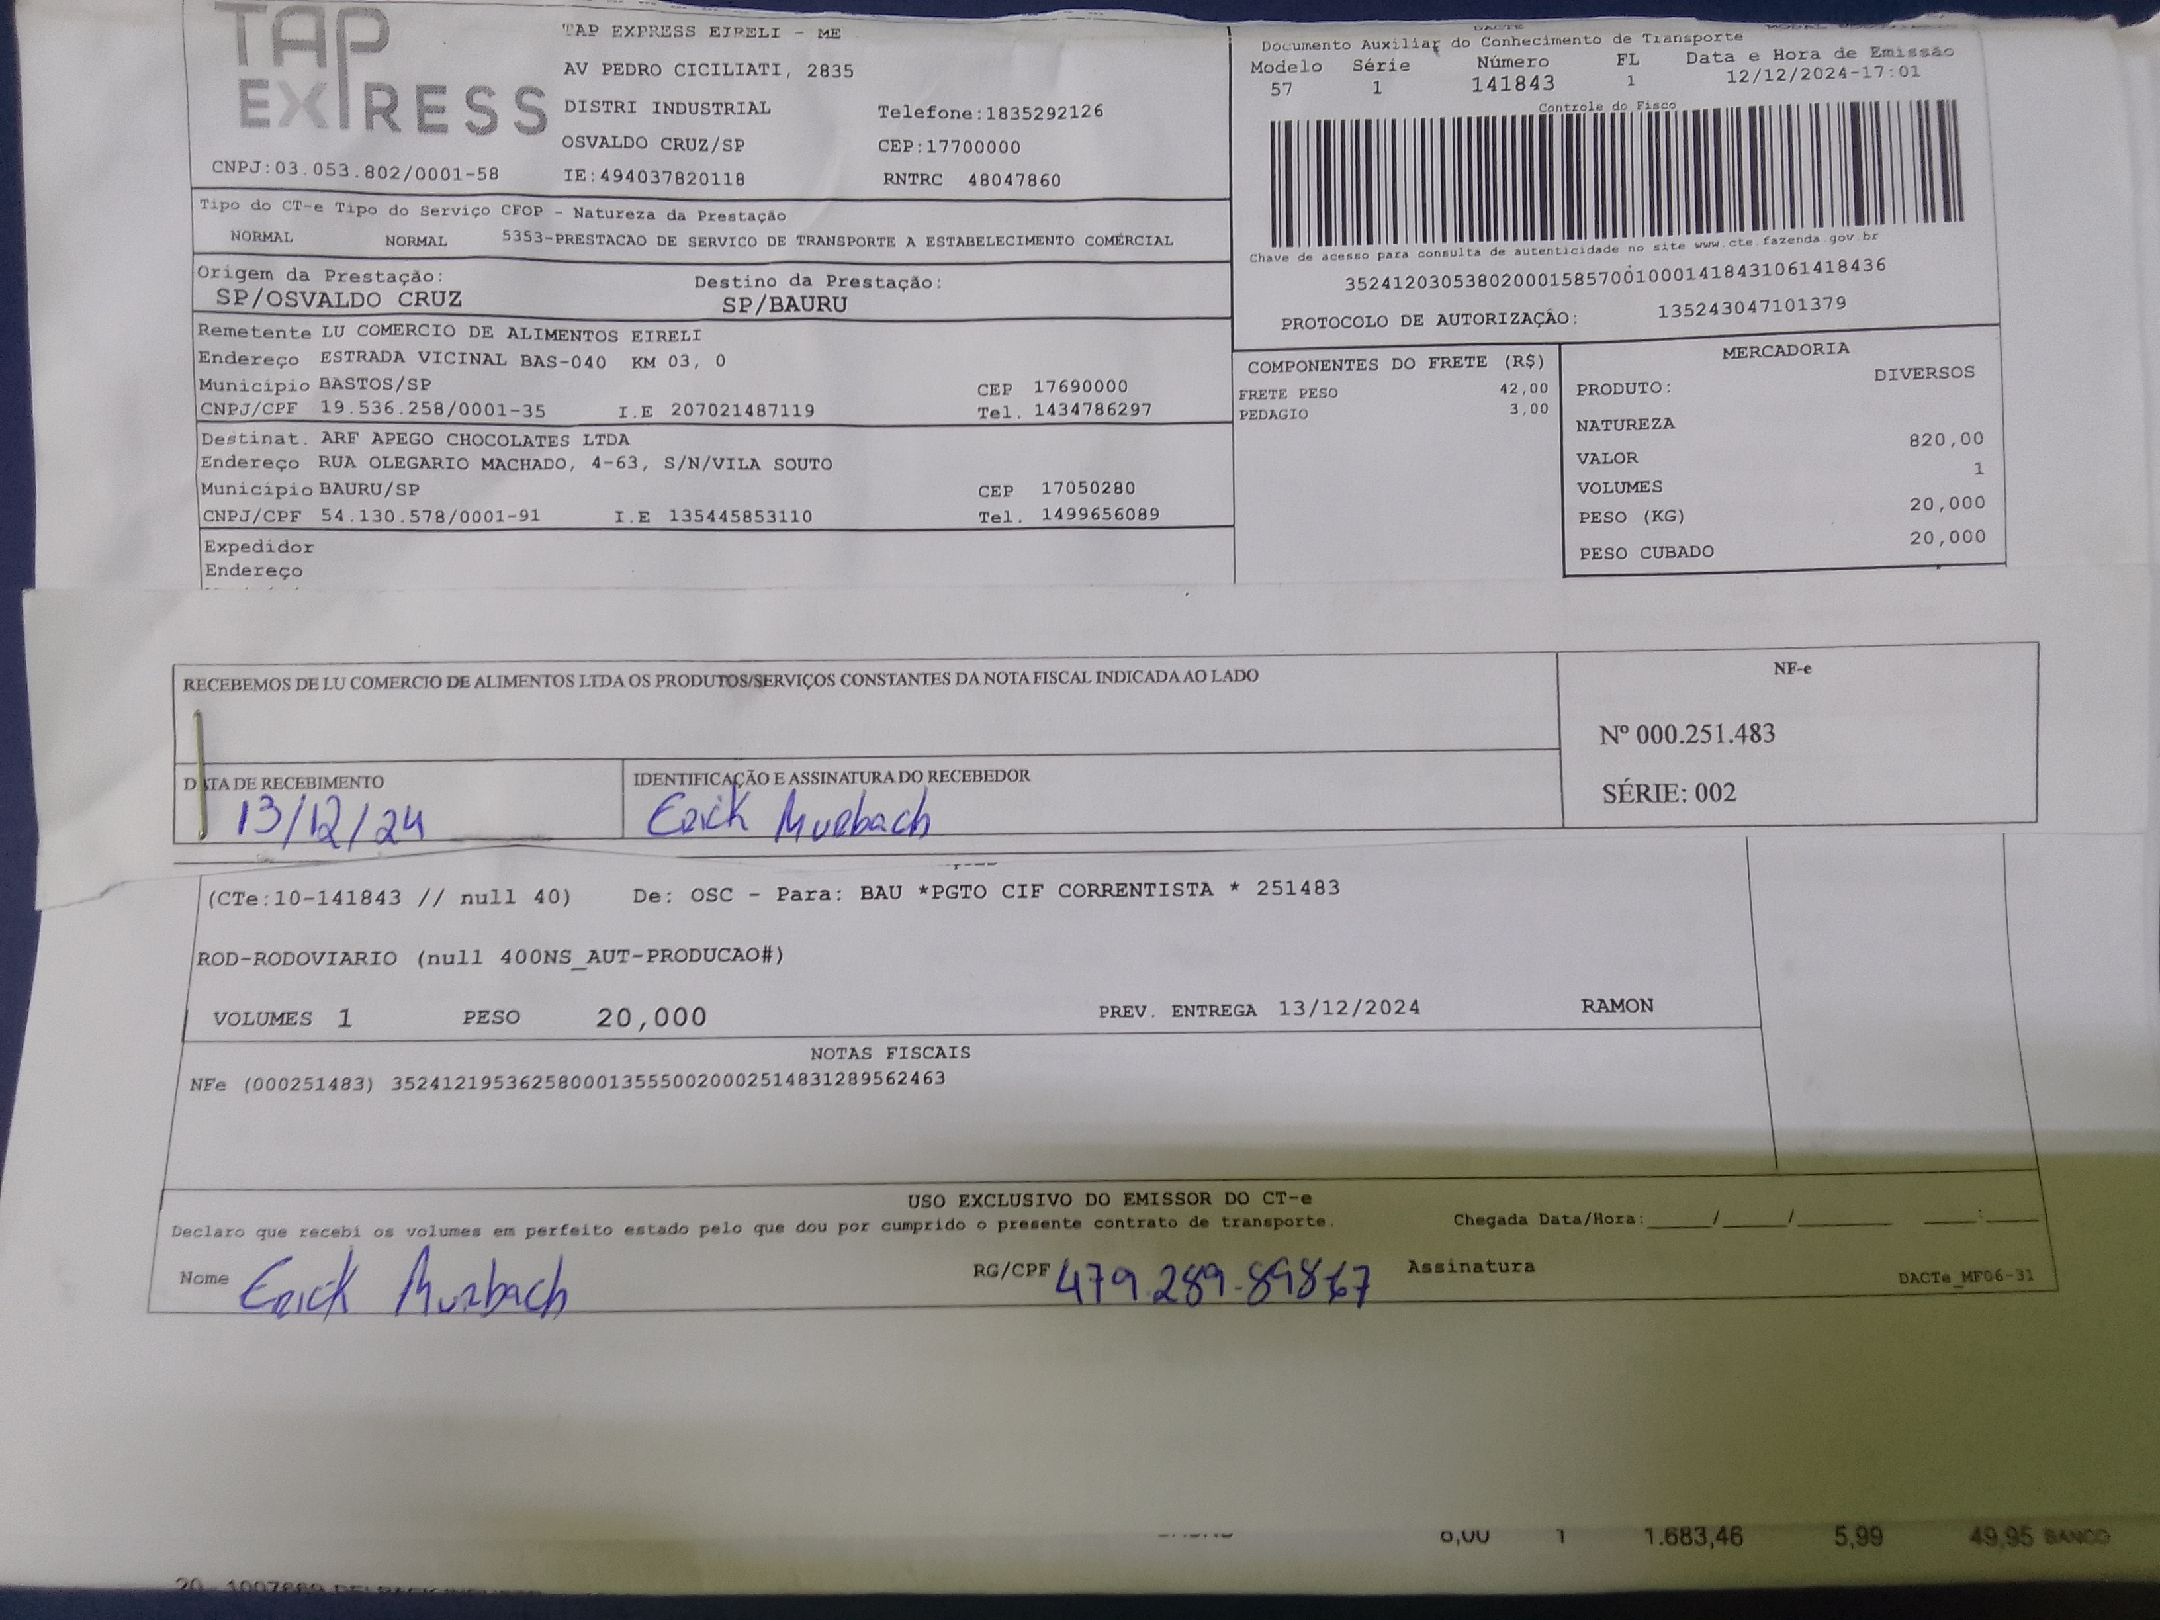 TAP
EXPRESS
TAP EXPRESS EIRELI - ME
AV PEDRO CICILIATI, 2835
DISTRI INDUSTRIAL Telefone:1835292126
OSVALDO CRUZ/SP CEP:17700000
CNPJ:03.053.802/0001-58 IE:494037820118 RNTRC 48047860
DACTE
Documento Auxiliar do Conhecimento de Transporte
Modelo Série Número FL Data e Hora de Emissão
57 1 141843 1 12/12/2024-17:01
Controle do Fisco
Chave de acesso para consulta de autenticidade no site www.cte.fazenda.gov.br
35241203053802000158570010001418431061418436
PROTOCOLO DE AUTORIZAÇÃO: 135243047101379
Tipo do CT-e Tipo do Serviço CFOP - Natureza da Prestação
NORMAL NORMAL 5353-PRESTACAO DE SERVICO DE TRANSPORTE A ESTABELECIMENTO COMERCIAL
Origem da Prestação: Destino da Prestação:
SP/OSVALDO CRUZ SP/BAURU
Remetente LU COMERCIO DE ALIMENTOS EIRELI
Endereço ESTRADA VICINAL BAS-040 KM 03, 0
Município BASTOS/SP CEP 17690000
CNPJ/CPF 19.536.258/0001-35 I.E 207021487119 Tel. 1434786297
Destinat. ARF APEGO CHOCOLATES LTDA
Endereço RUA OLEGARIO MACHADO, 4-63, S/N/VILA SOUTO
Município BAURU/SP CEP 17050280
CNPJ/CPF 54.130.578/0001-91 I.E 135445853110 Tel. 1499656089
Expedidor
Endereço
COMPONENTES DO FRETE (R$)
FRETE PESO 42,00
PEDAGIO 3,00
MERCADORIA
PRODUTO: DIVERSOS
NATUREZA
VALOR 820,00
VOLUMES 1
PESO (KG) 20,000
PESO CUBADO 20,000
RECEBEMOS DE LU COMERCIO DE ALIMENTOS LTDA OS PRODUTOS/SERVIÇOS CONSTANTES DA NOTA FISCAL INDICADA AO LADO
NF-e
Nº 000.251.483
SÉRIE: 002
DATA DE RECEBIMENTO IDENTIFICAÇÃO E ASSINATURA DO RECEBEDOR
13/12/24 Erick Murbach
(CTe:10-141843 // null 40) De: OSC - Para: BAU *PGTO CIF CORRENTISTA * 251483
ROD-RODOVIARIO (null 400NS_AUT-PRODUCAO#)
VOLUMES 1 PESO 20,000 PREV. ENTREGA 13/12/2024 RAMON
NOTAS FISCAIS
NFe (000251483) 35241219536258000135550020002514831289562463
USO EXCLUSIVO DO EMISSOR DO CT-e
Declaro que recebi os volumes em perfeito estado pelo que dou por cumprido o presente contrato de transporte. Chegada Data/Hora:____/____/______ ___:____
Nome Erick Murbach RG/CPF 479.289.89867 Assinatura DACTe_MF06-31
6,00 1 1.683,46 5,99 49,95 BANCO